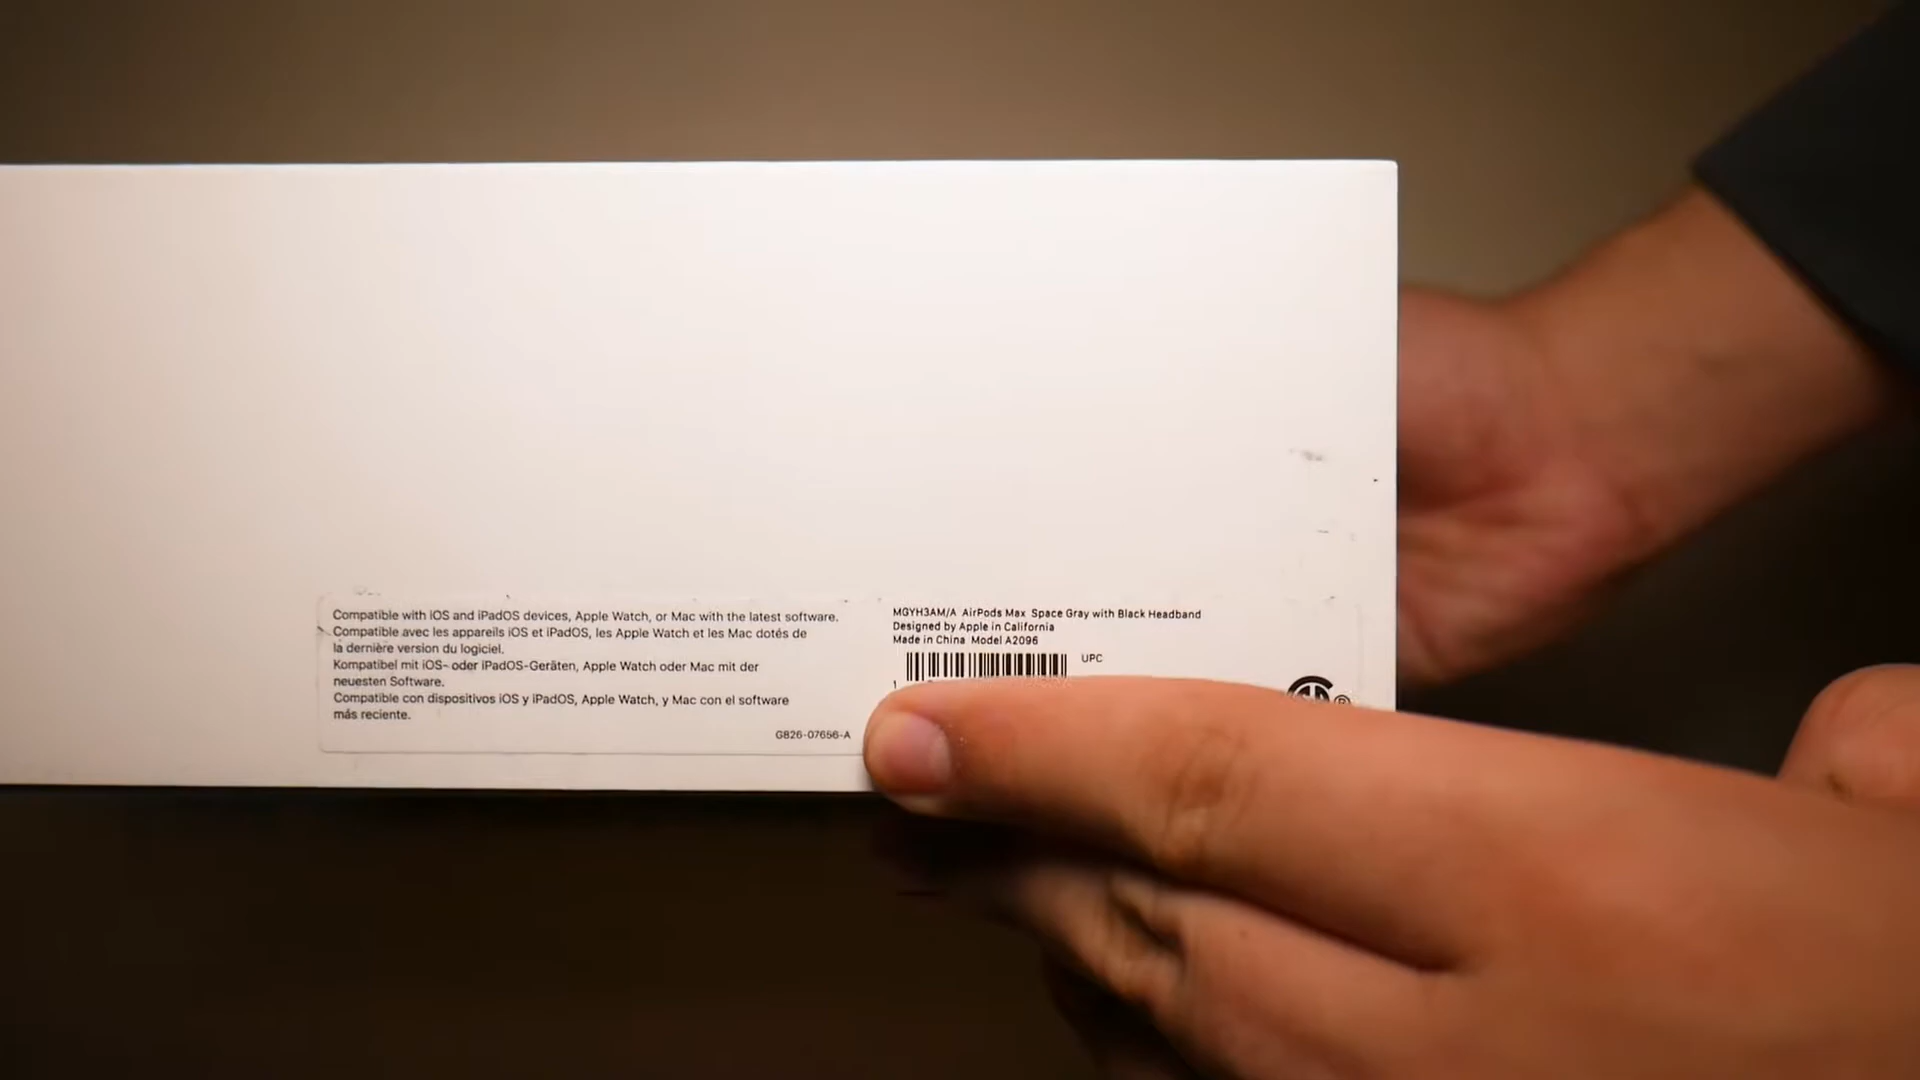 Compatible with iOS and iPadOS devices, Apple Watch, or Mac with the latest software.
Compatible avec les appareils iOS et iPadOS, les Apple Watch et les Mac dotés de
la dernière version du logiciel.
Kompatibel mit iOS- oder iPadOS-Geräten, Apple Watch oder Mac mit der
neuesten Software.
Compatible con dispositivos iOS y iPadOS, Apple Watch, y Mac con el software
más reciente.
G826-07656-A
MGYH3AM/A AirPods Max Space Gray with Black Headband
Designed by Apple in California
Made in China Model A2096
UPC
1
®